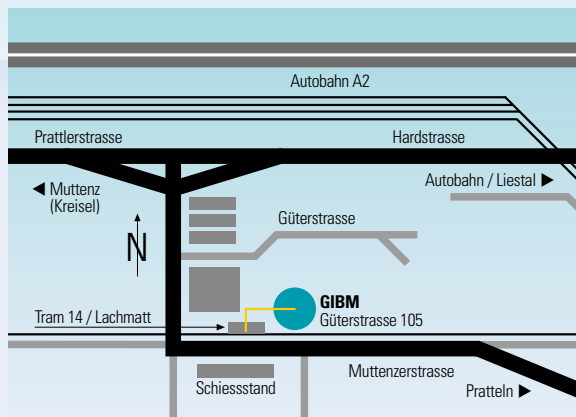 Autobahn A2
Prattlerstrasse
Hardstrasse
◀ Muttenz
(Kreisel)
Autobahn / Liestal ▶
N
Güterstrasse
GIBM
Güterstrasse 105
Tram 14 / Lachmatt
Schiessstand
Muttenzerstrasse
Pratteln ▶